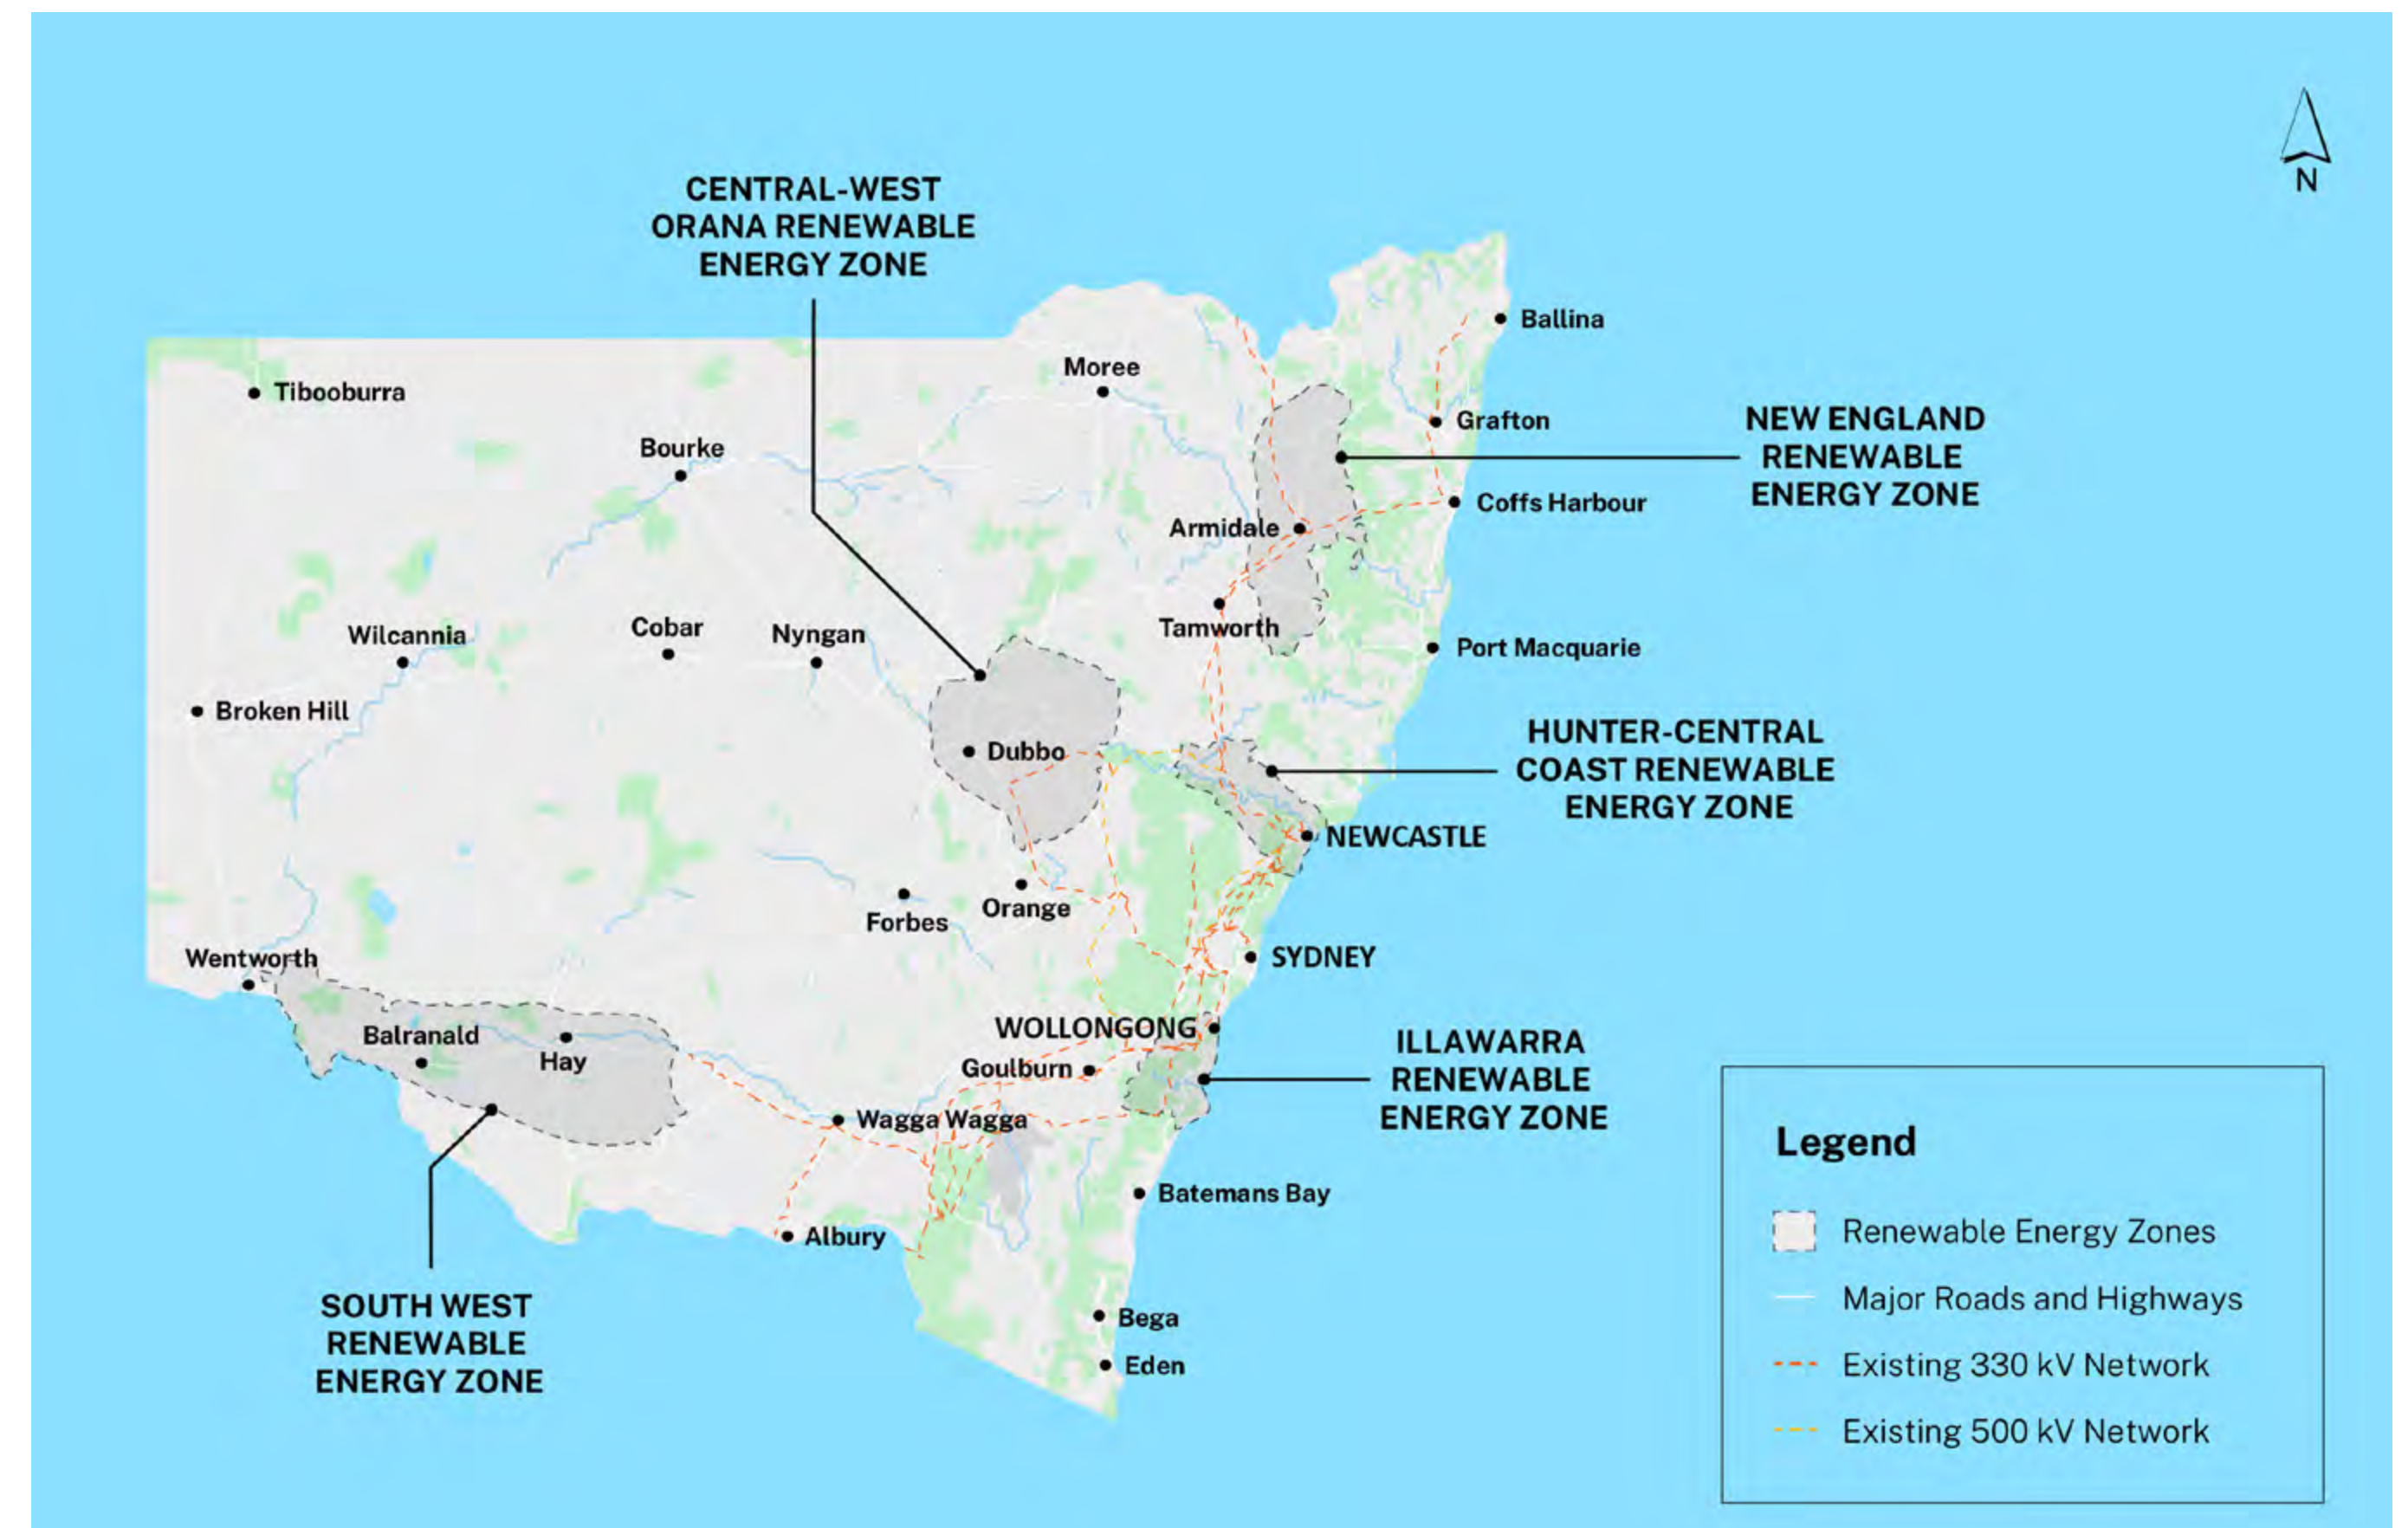 CENTRAL-WEST
ORANA RENEWABLE
ENERGY ZONE
N
Ballina
Moree
Tibooburra
Grafton
NEW ENGLAND
RENEWABLE
ENERGY ZONE
Bourke
Coffs Harbour
Armidale
Tamworth
Wilcannia
Cobar
Nyngan
Port Macquarie
Broken Hill
HUNTER-CENTRAL
COAST RENEWABLE
ENERGY ZONE
Dubbo
NEWCASTLE
Forbes
Orange
Wentworth
SYDNEY
WOLLONGONG
Balranald
Hay
Goulburn
ILLAWARRA
RENEWABLE
ENERGY ZONE
Wagga Wagga
Batemans Bay
Albury
SOUTH WEST
RENEWABLE
ENERGY ZONE
Bega
Eden
Legend
Renewable Energy Zones
Major Roads and Highways
Existing 330 kV Network
Existing 500 kV Network